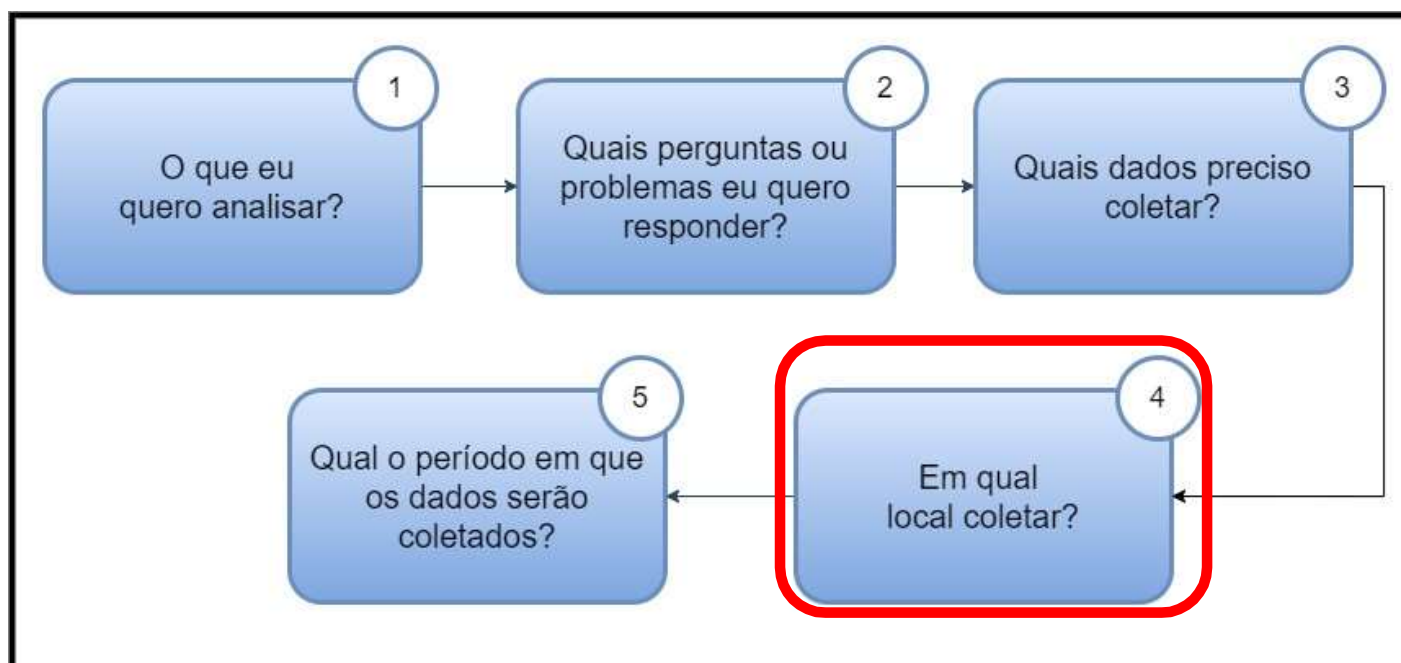 1
O que eu
quero analisar?
2
Quais perguntas ou
problemas eu quero
responder?
3
Quais dados preciso
coletar?
4
Em qual
local coletar?
5
Qual o período em que
os dados serão
coletados?